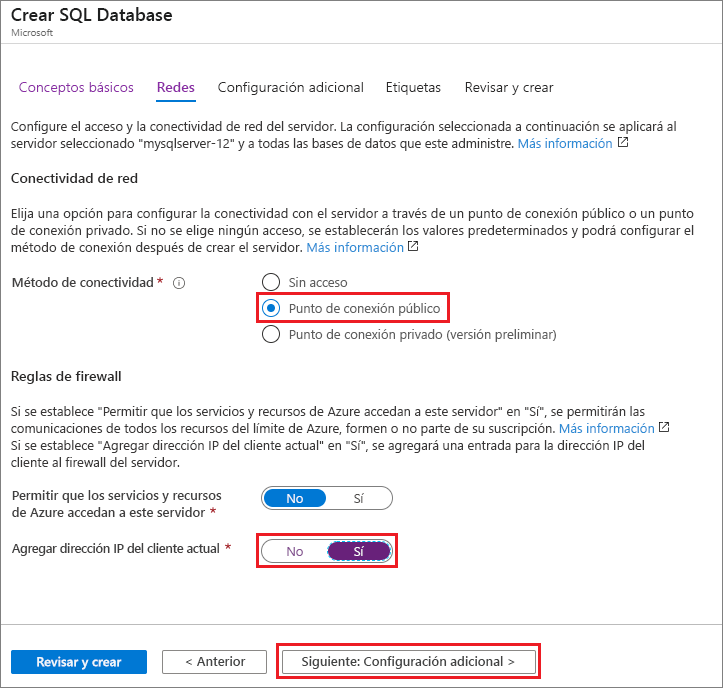 Crear SQL Database
Microsoft
Conceptos básicos Redes Configuración adicional Etiquetas Revisar y crear
Configure el acceso y la conectividad de red del servidor. La configuración seleccionada a continuación se aplicará al
servidor seleccionado "mysqlserver-12" y a todas las bases de datos que este administre. Más información
Conectividad de red
Elija una opción para configurar la conectividad con el servidor a través de un punto de conexión público o un punto
de conexión privado. Si no se elige ningún acceso, se establecerán los valores predeterminados y podrá configurar el
método de conexión después de crear el servidor. Más información
Método de conectividad *
Sin acceso
Punto de conexión público
Punto de conexión privado (versión preliminar)
Reglas de firewall
Si se establece "Permitir que los servicios y recursos de Azure accedan a este servidor" en "Sí", se permitirán las
comunicaciones de todos los recursos del límite de Azure, formen o no parte de su suscripción. Más información
Si se establece "Agregar dirección IP del cliente actual" en "Sí", se agregará una entrada para la dirección IP del
cliente al firewall del servidor.
Permitir que los servicios y recursos
de Azure accedan a este servidor *
No Sí
Agregar dirección IP del cliente actual *
No Sí
Revisar y crear < Anterior Siguiente: Configuración adicional >